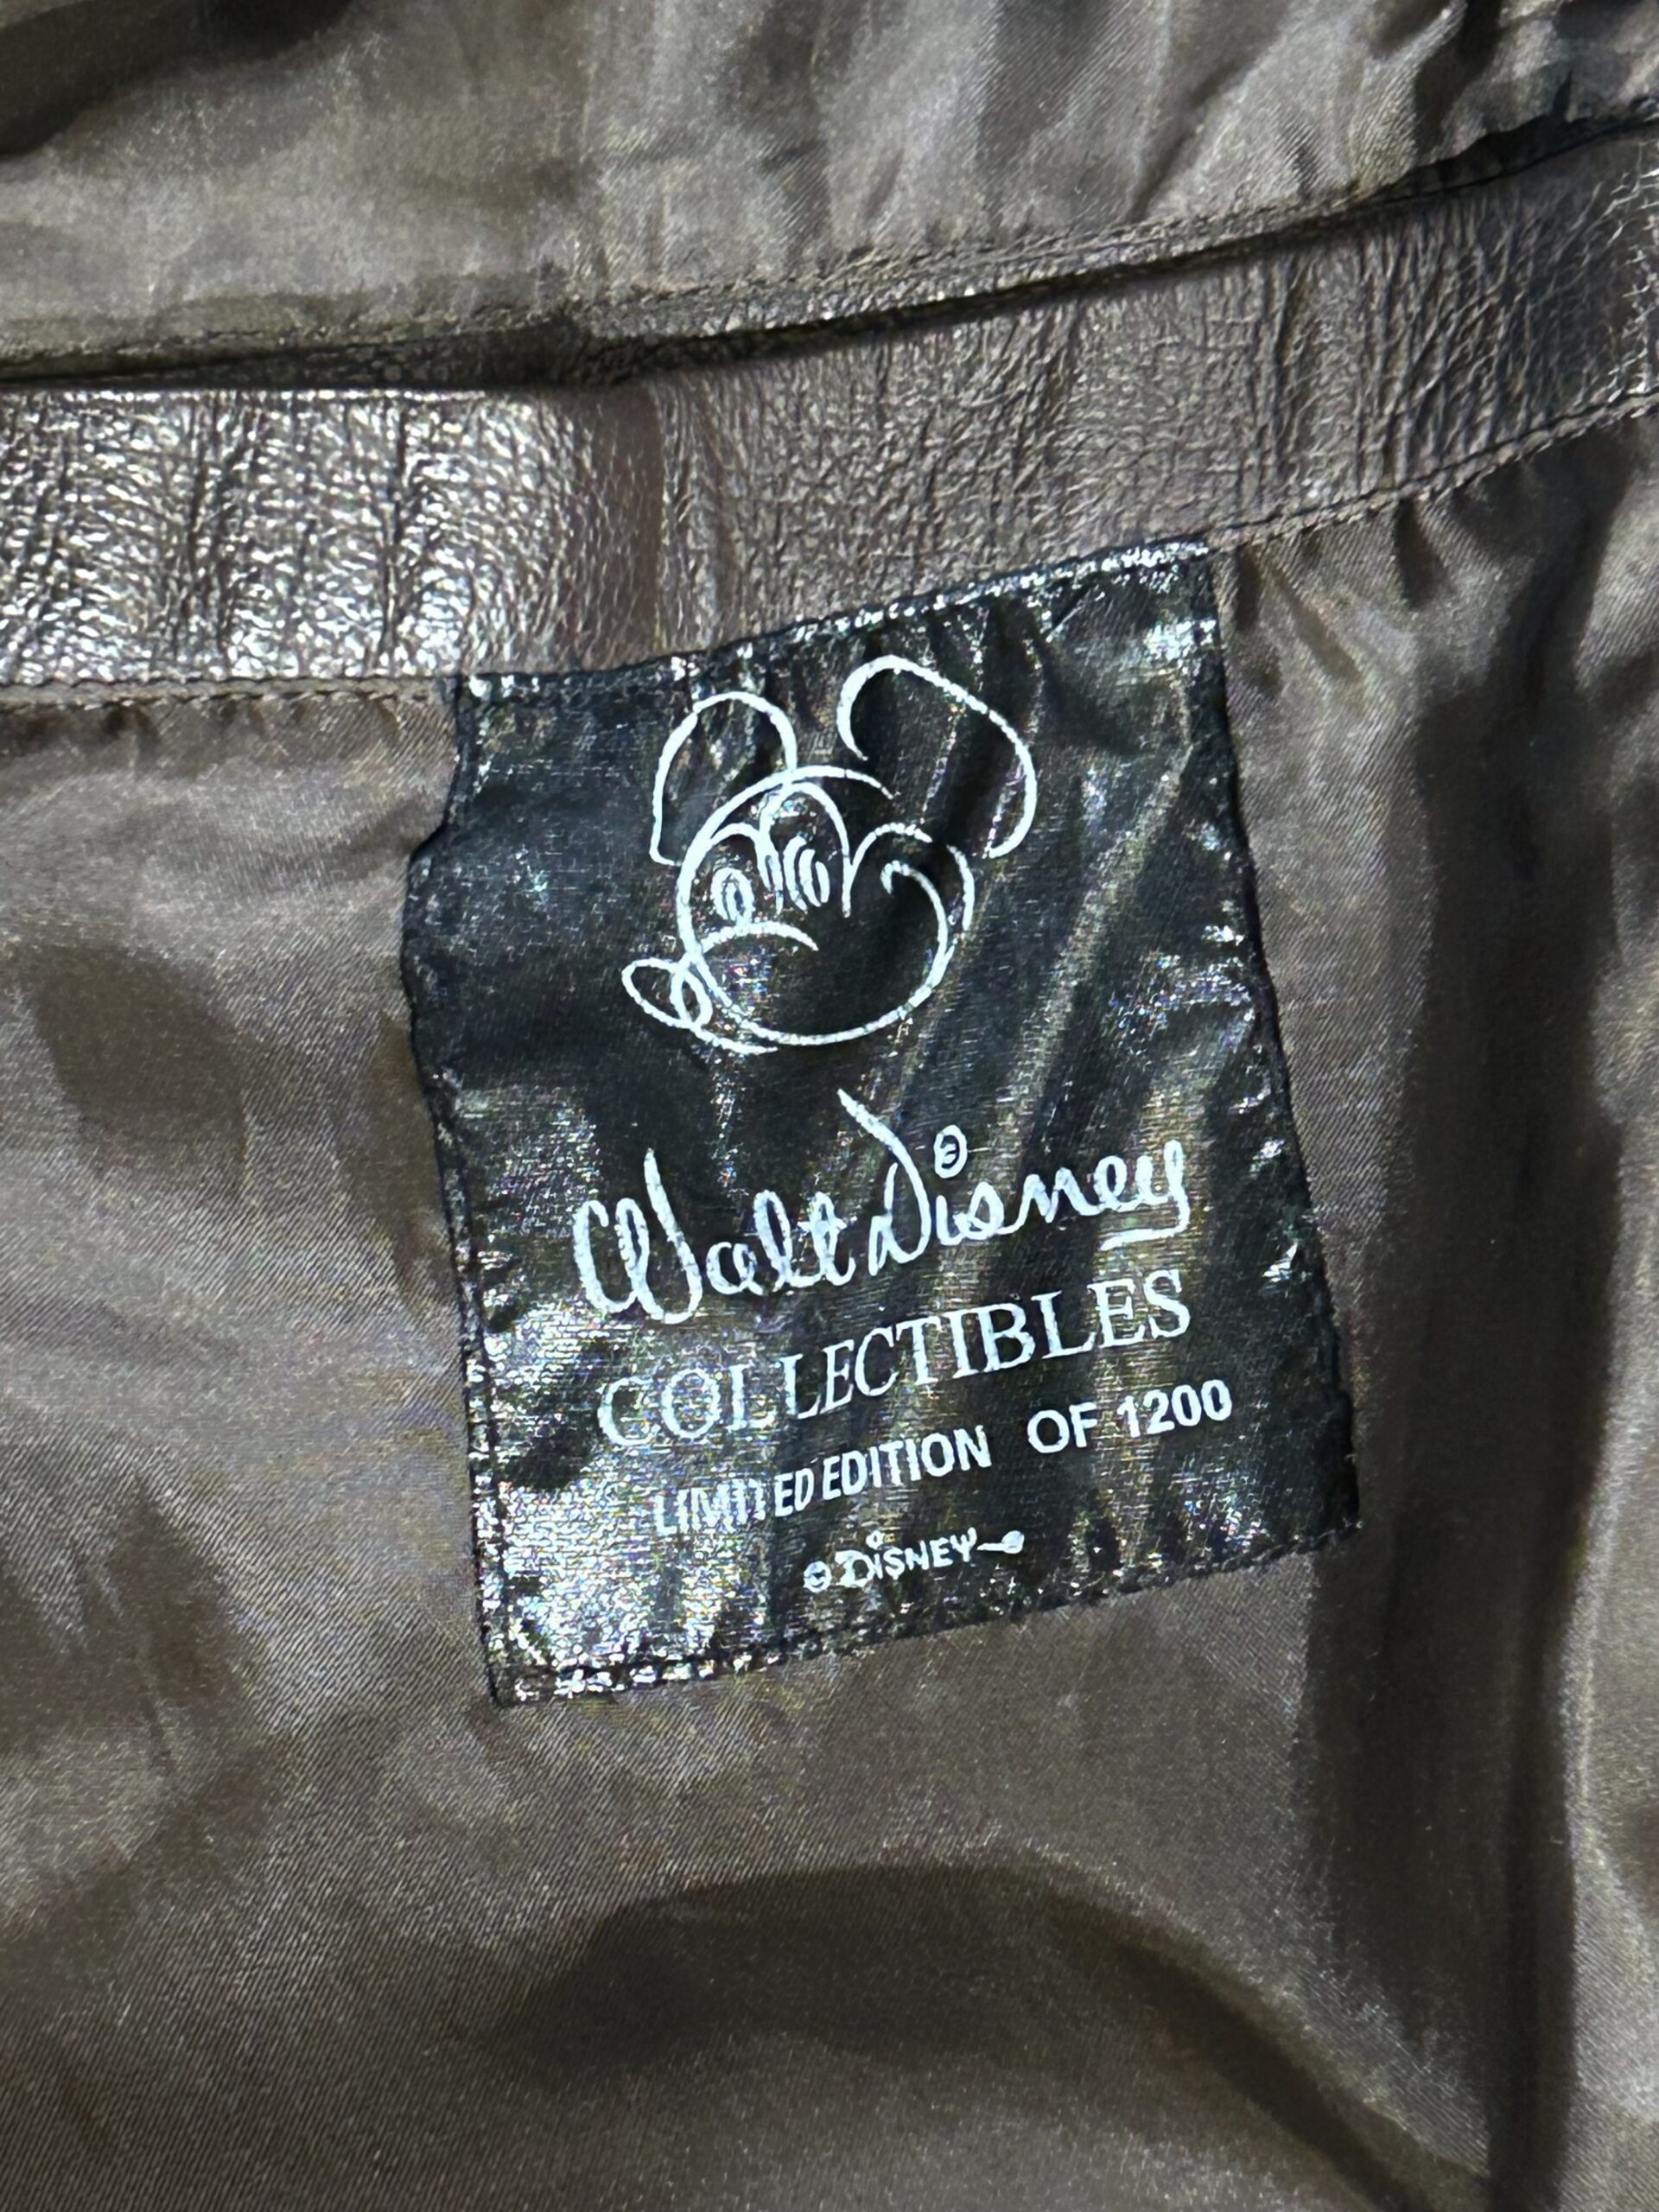 Walt Disney
COLLECTIBLES
LIMITED EDITION OF 1200
© DISNEY